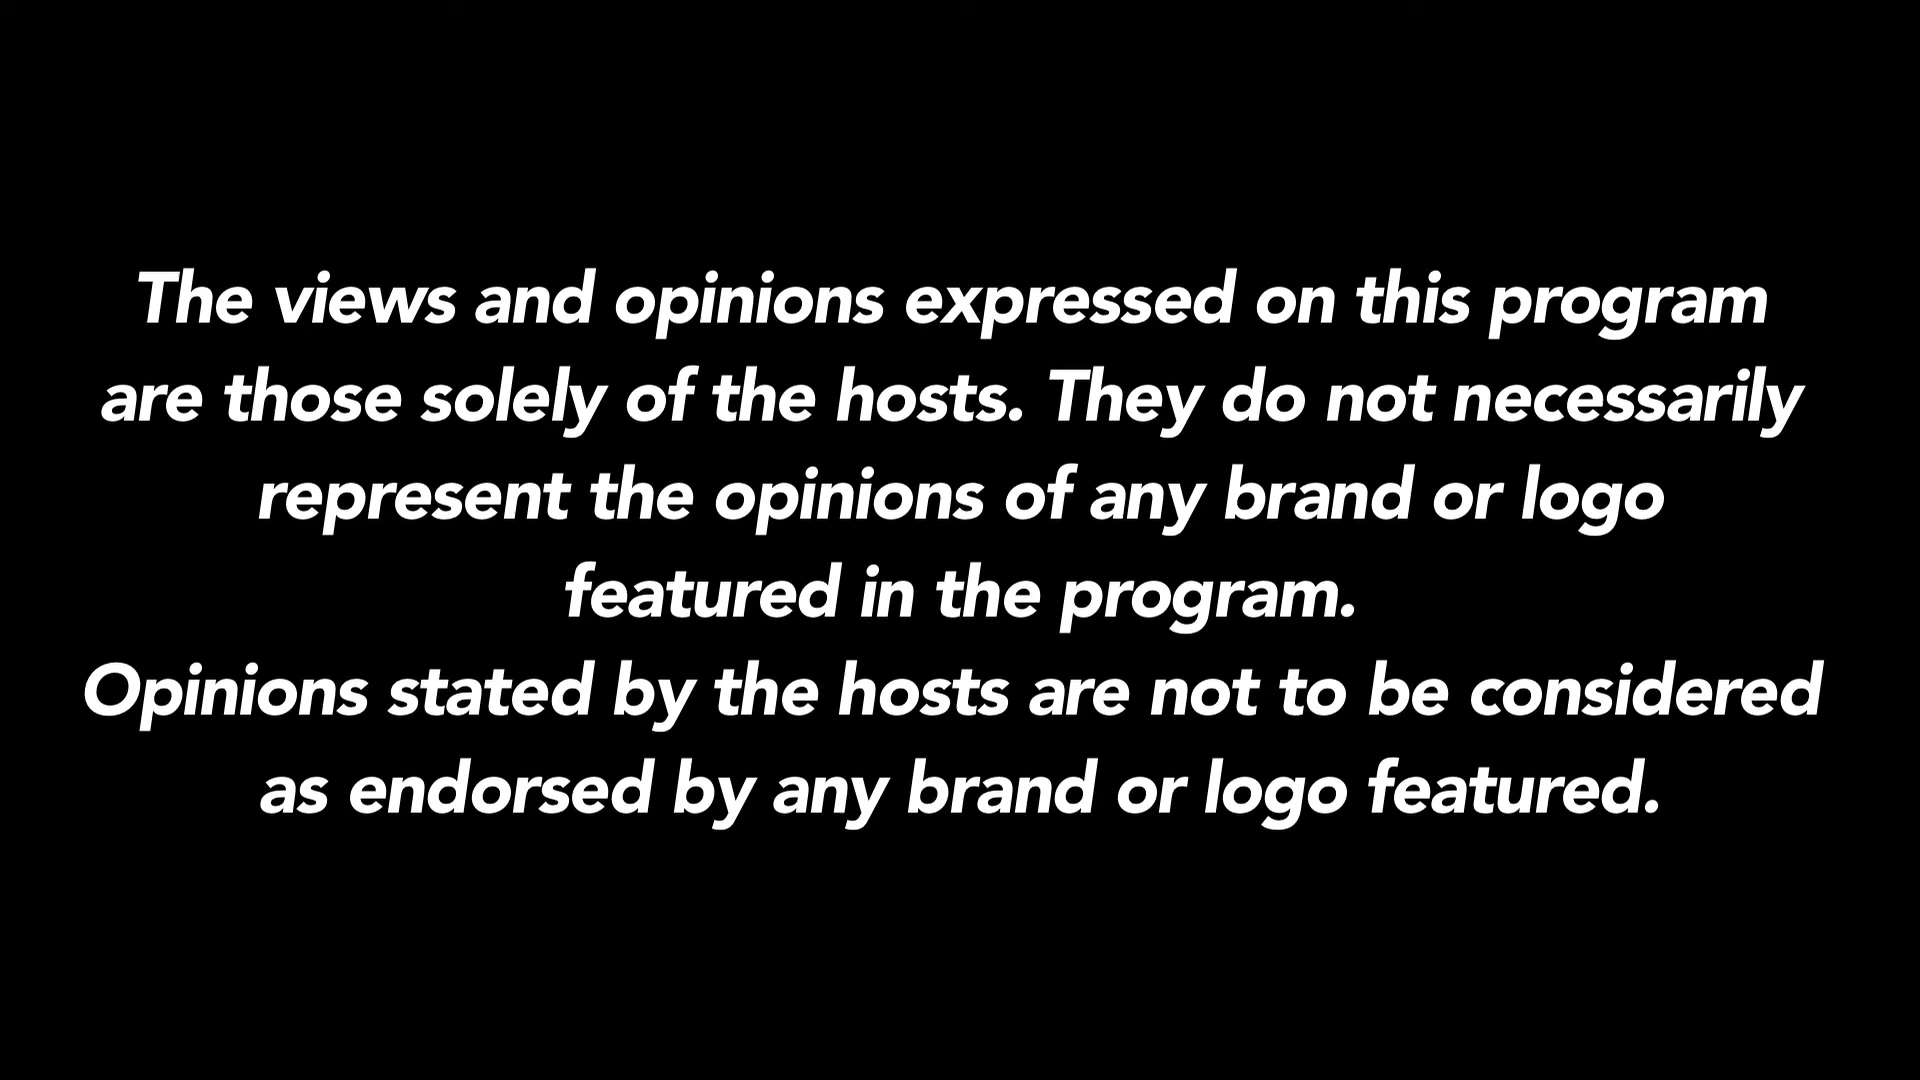 The views and opinions expressed on this program
are those solely of the hosts. They do not necessarily
represent the opinions of any brand or logo
featured in the program.
Opinions stated by the hosts are not to be considered
as endorsed by any brand or logo featured.